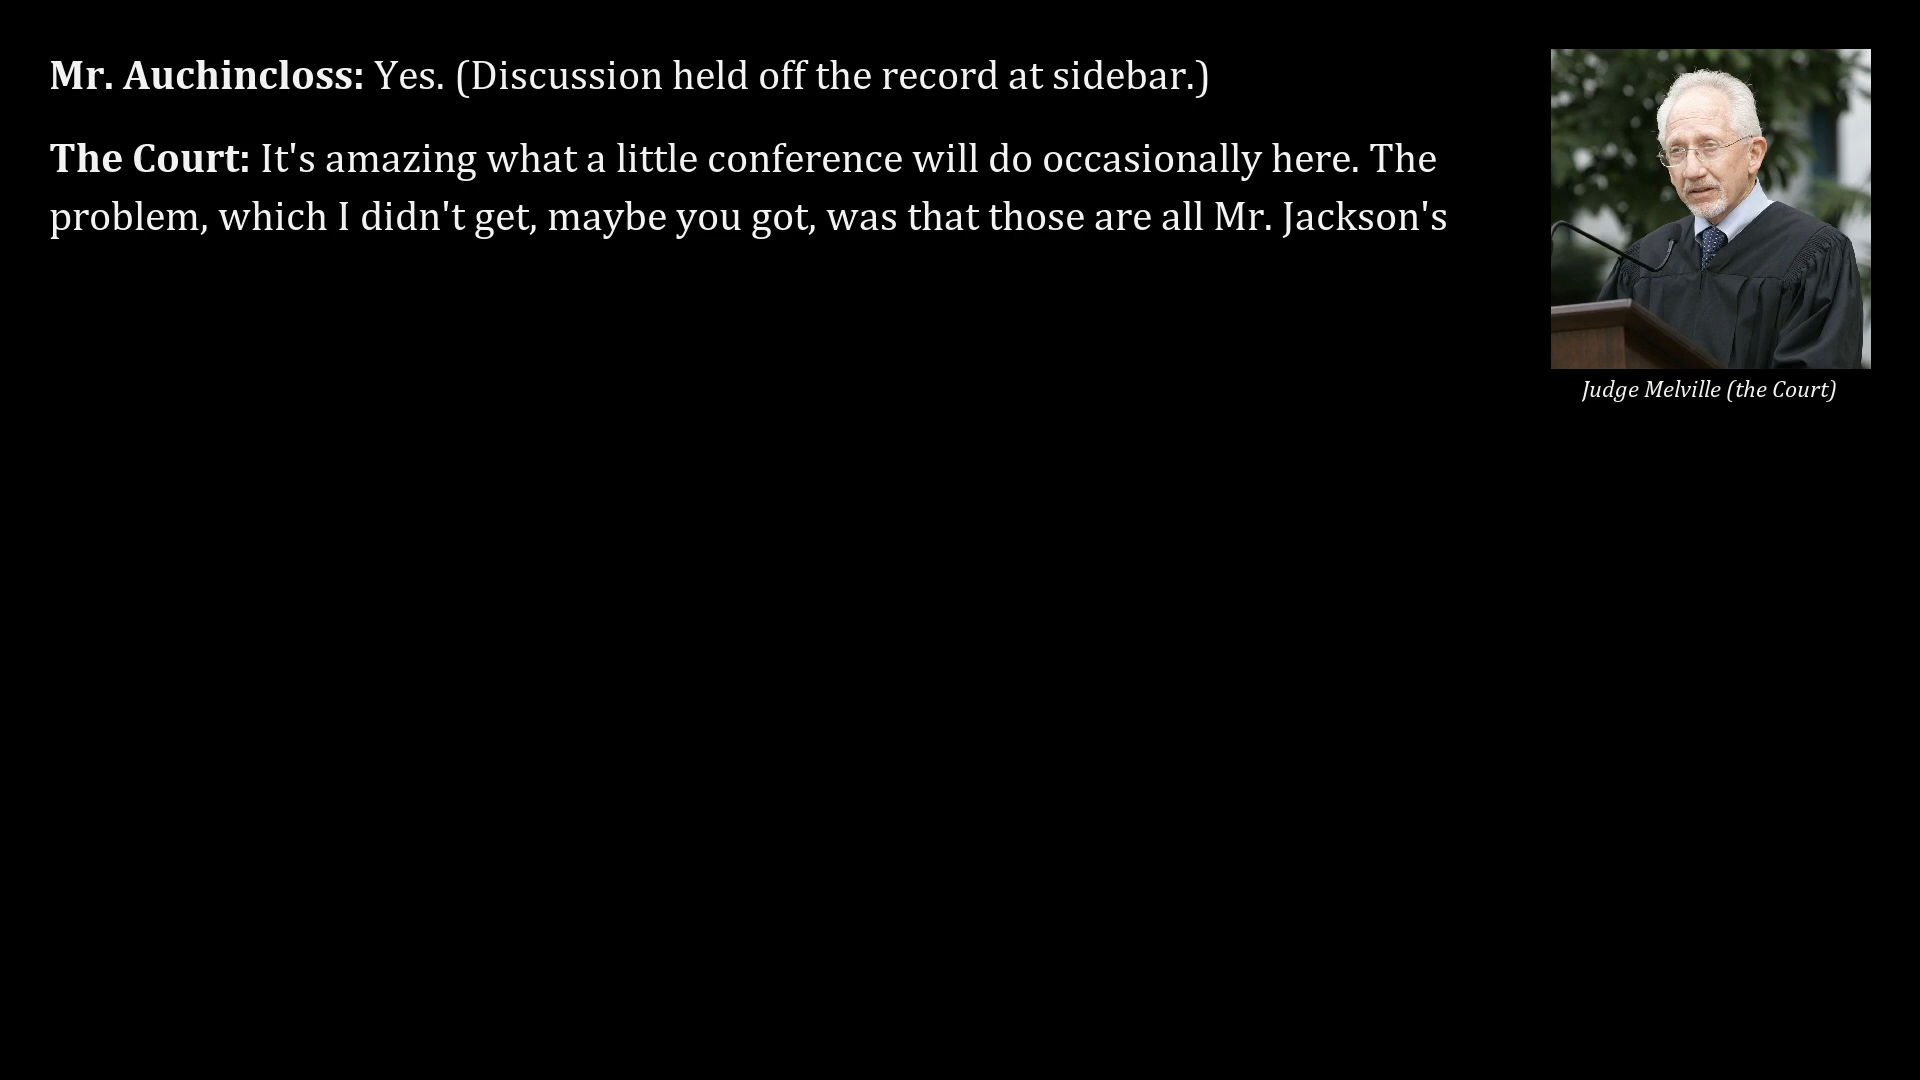 Mr. Auchincloss: Yes. (Discussion held off the record at sidebar.)
The Court: It's amazing what a little conference will do occasionally here. The
problem, which I didn't get, maybe you got, was that those are all Mr. Jackson's
Judge Melville (the Court)